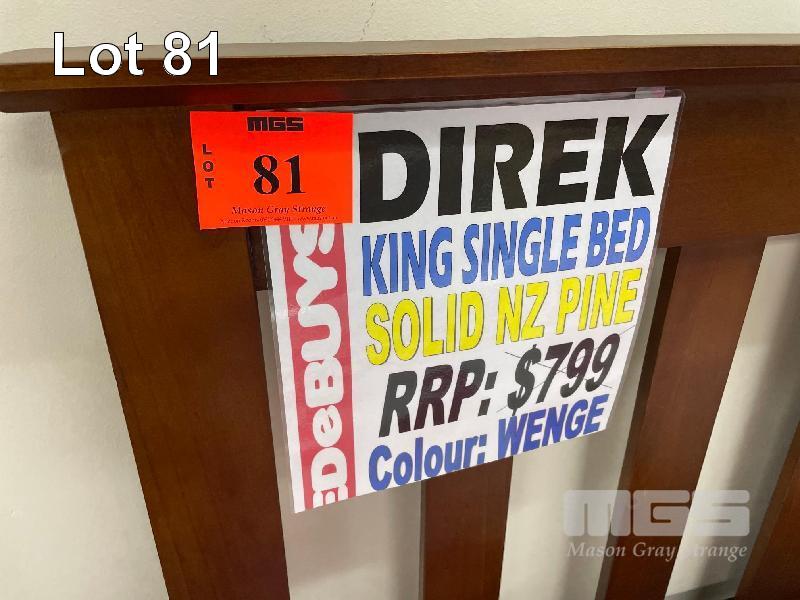 Lot 81
MGS
LOT
81
Mason Gray Strange
DIREK
KING SINGLE BED
SOLID NZ PINE
RRP: $799
Colour: WENGE
EDeBUYS
MGS
Mason Gray Strange